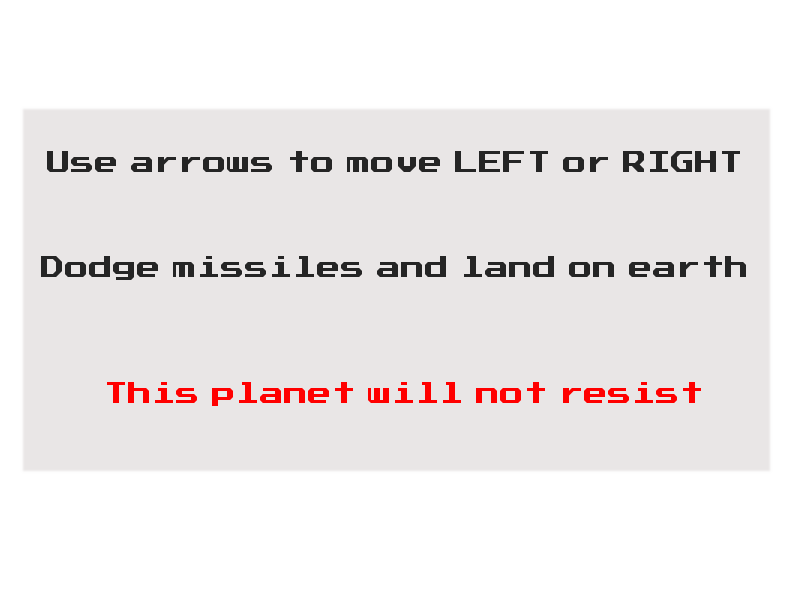 Use arrows to move LEFT or RIGHT
Dodge missiles and land on earth
This planet will not resist